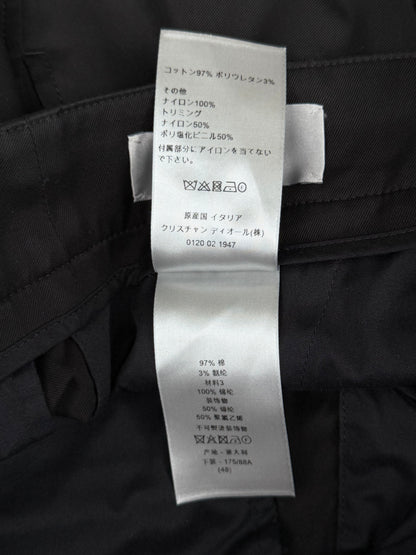 コットン97% ポリウレタン3%
その他
ナイロン100%
トリミング
ナイロン50%
ポリ塩化ビニル50%
付属部分にアイロンを当てない
で下さい。
原産国 イタリア
クリスチャン ディオール(株)
0120 02 1947
97% 棉
3% 氨纶
材料3
100% 锦纶
装饰物
50% 锦纶
50% 聚氯乙烯
不可熨烫装饰物
产地 - 意大利
下装 - 175/88A
(48)